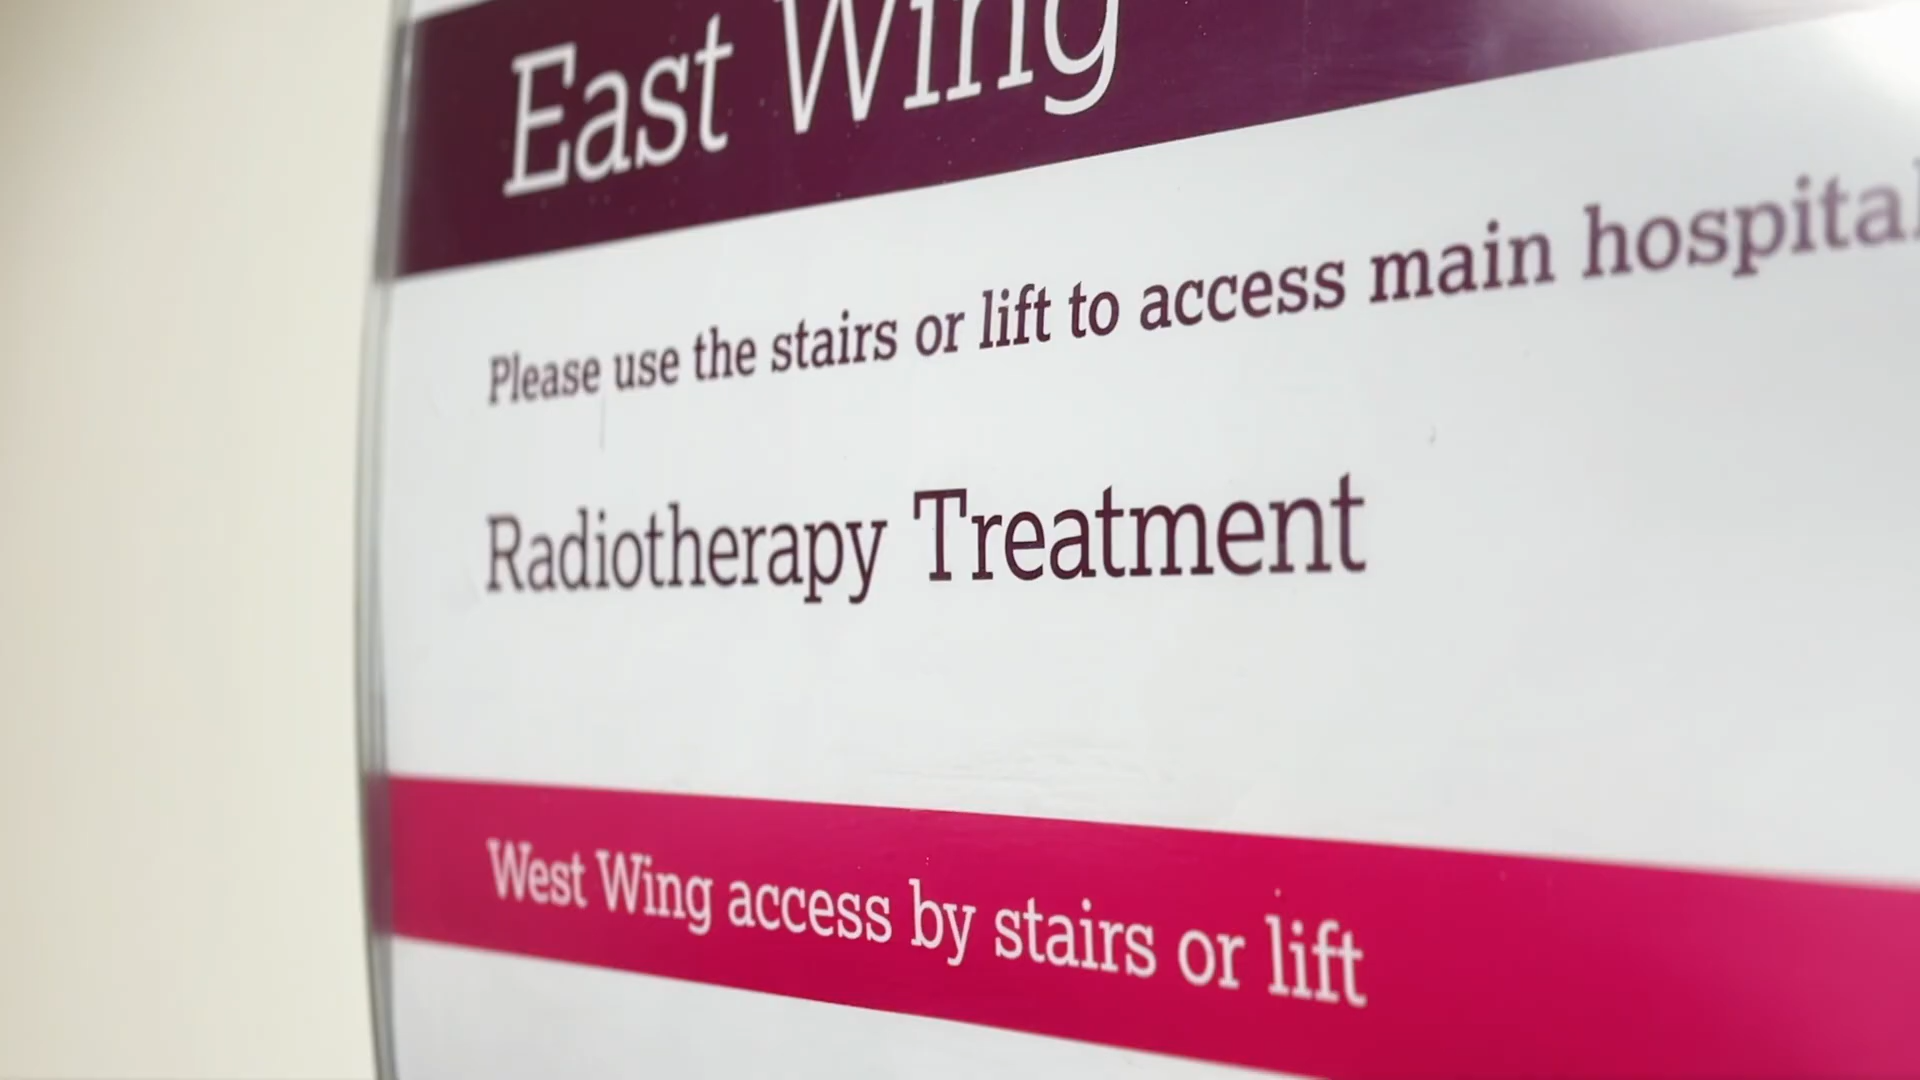 East Wing
Please use the stairs or lift to access main hospital
Radiotherapy Treatment
West Wing access by stairs or lift